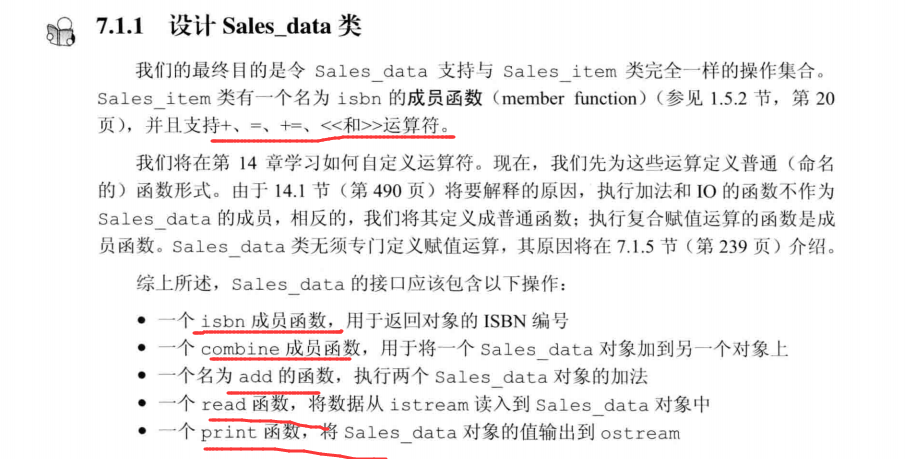 7.1.1 设计 Sales_data 类
我们的最终目的是令 Sales_data 支持与 Sales_item 类完全一样的操作集合。
Sales_item 类有一个名为 isbn 的成员函数（member function）（参见 1.5.2 节，第 20
页），并且支持+、=、+=、<<和>>运算符。
我们将在第 14 章学习如何自定义运算符。现在，我们先为这些运算定义普通（命名
的）函数形式。由于 14.1 节（第 490 页）将要解释的原因，执行加法和 IO 的函数不作为
Sales_data 的成员，相反的，我们将其定义成普通函数；执行复合赋值运算的函数是成
员函数。Sales_data 类无须专门定义赋值运算，其原因将在 7.1.5 节（第 239 页）介绍。
综上所述，Sales_data 的接口应该包含以下操作：
● 一个 isbn 成员函数，用于返回对象的 ISBN 编号
● 一个 combine 成员函数，用于将一个 Sales_data 对象加到另一个对象上
● 一个名为 add 的函数，执行两个 Sales_data 对象的加法
● 一个 read 函数，将数据从 istream 读入到 Sales_data 对象中
● 一个 print 函数，将 Sales_data 对象的值输出到 ostream